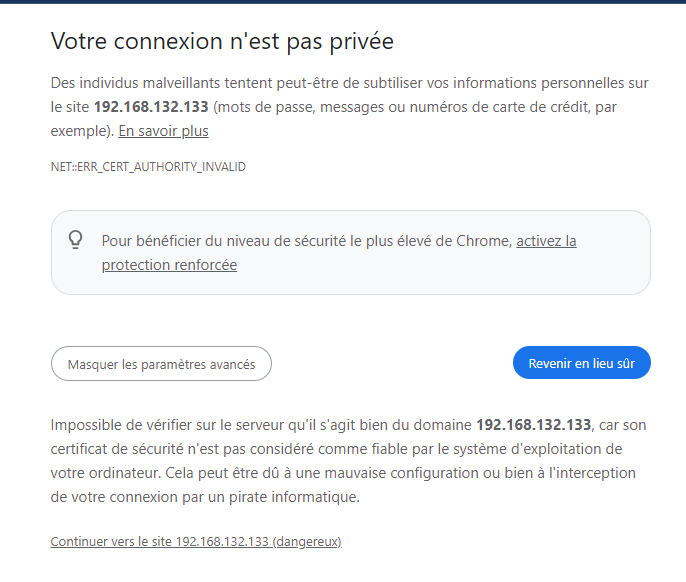 Votre connexion n'est pas privée
Des individus malveillants tentent peut-être de subtiliser vos informations personnelles sur
le site 192.168.132.133 (mots de passe, messages ou numéros de carte de crédit, par
exemple). En savoir plus
NET::ERR_CERT_AUTHORITY_INVALID
Pour bénéficier du niveau de sécurité le plus élevé de Chrome, activez la
protection renforcée
Masquer les paramètres avancés
Revenir en lieu sûr
Impossible de vérifier sur le serveur qu'il s'agit bien du domaine 192.168.132.133, car son
certificat de sécurité n'est pas considéré comme fiable par le système d'exploitation de
votre ordinateur. Cela peut être dû à une mauvaise configuration ou bien à l'interception
de votre connexion par un pirate informatique.
Continuer vers le site 192.168.132.133 (dangereux)